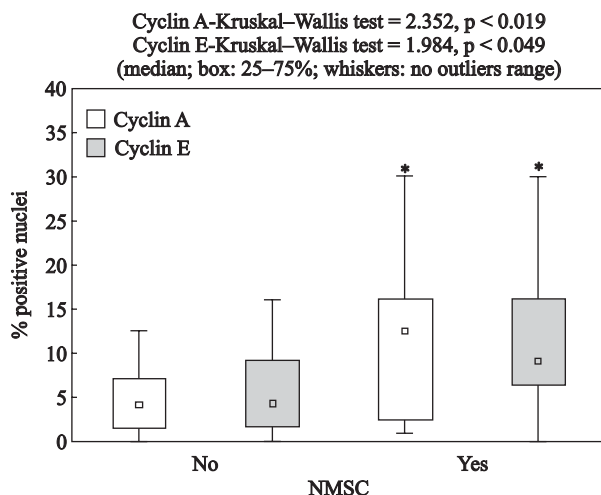 Cyclin A-Kruskal–Wallis test = 2.352, p < 0.019
Cyclin E-Kruskal–Wallis test = 1.984, p < 0.049
(median; box: 25–75%; whiskers: no outliers range)
40
35
30
25
20
15
10
5
0
% positive nuclei
Cyclin A
Cyclin E
*
*
No
Yes
NMSC